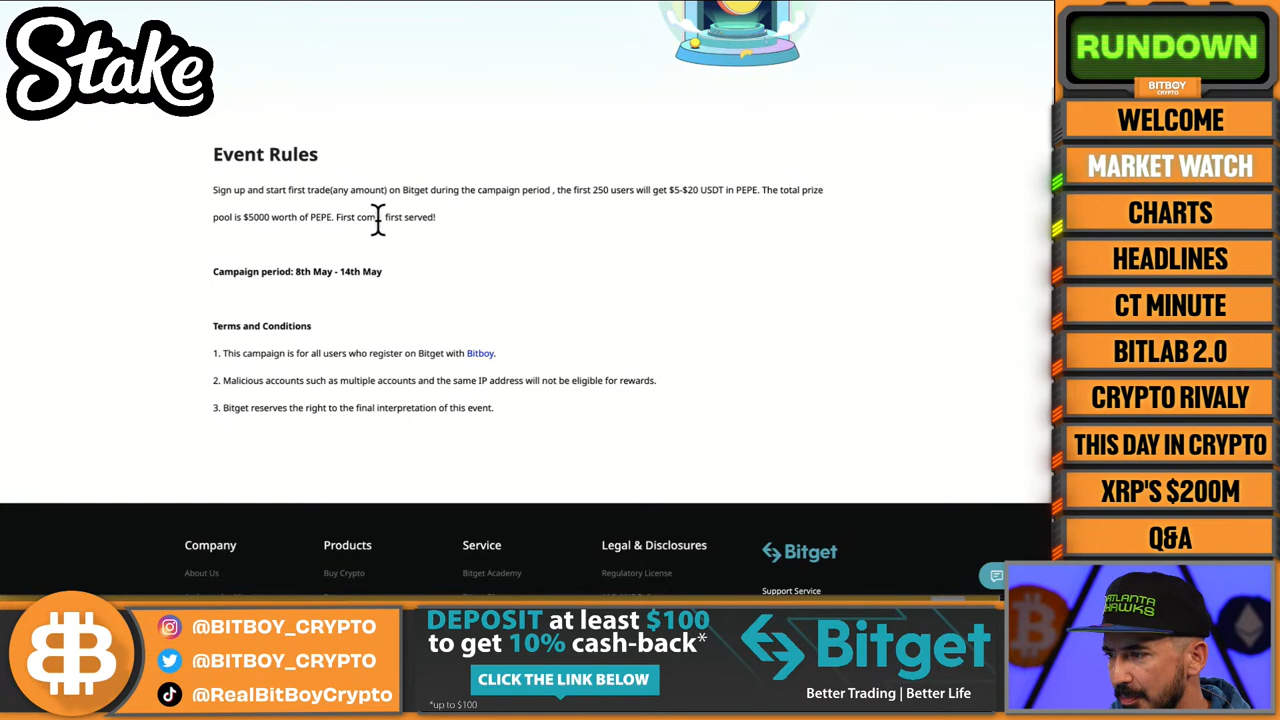 Stake
RUNDOWN
BITBOY
CRYPTO
WELCOME
MARKET WATCH
CHARTS
HEADLINES
CT MINUTE
BITLAB 2.0
CRYPTO RIVALY
THIS DAY IN CRYPTO
XRP'S $200M
Q&A
Event Rules
Sign up and start first trade(any amount) on Bitget during the campaign period , the first 250 users will get $5-$20 USDT in PEPE. The total prize
pool is $5000 worth of PEPE. First com first served!
Campaign period: 8th May - 14th May
Terms and Conditions
1. This campaign is for all users who register on Bitget with Bitboy.
2. Malicious accounts such as multiple accounts and the same IP address will not be eligible for rewards.
3. Bitget reserves the right to the final interpretation of this event.
Company Products Service Legal & Disclosures Bitget
About Us Buy Crypto Bitget Academy Regulatory License
Support Service
@BITBOY_CRYPTO
@BITBOY_CRYPTO
@RealBitBoyCrypto
DEPOSIT at least $100
to get 10% cash-back*
CLICK THE LINK BELOW
*up to $100
Bitget
Better Trading | Better Life
ATLANTA
HAWKS